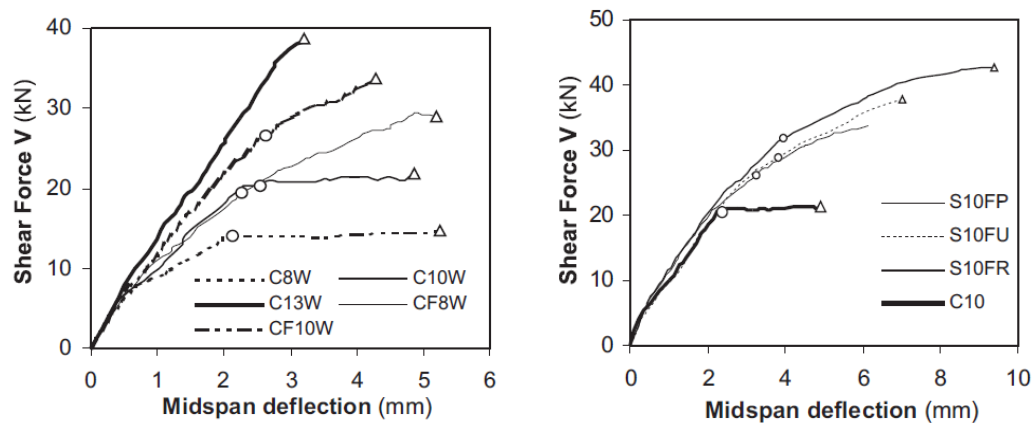 40
30
20
10
0
Shear Force V (kN)
0 1 2 3 4 5 6
Midspan deflection (mm)
C8W
C10W
C13W
CF8W
CF10W
50
40
30
20
10
0
Shear Force V (kN)
0 2 4 6 8 10
Midspan deflection (mm)
S10FP
S10FU
S10FR
C10